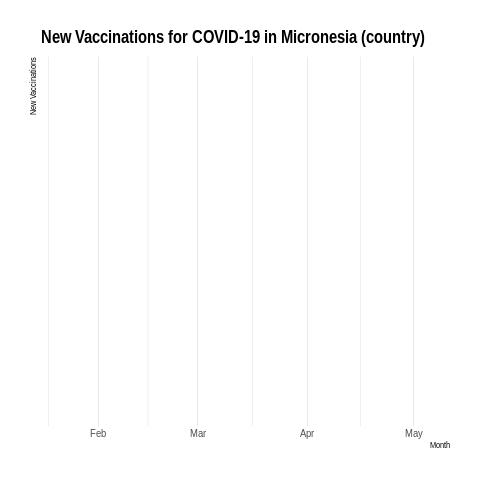 New Vaccinations for COVID-19 in Micronesia (country)
New Vaccinations
Feb Mar Apr May
Month